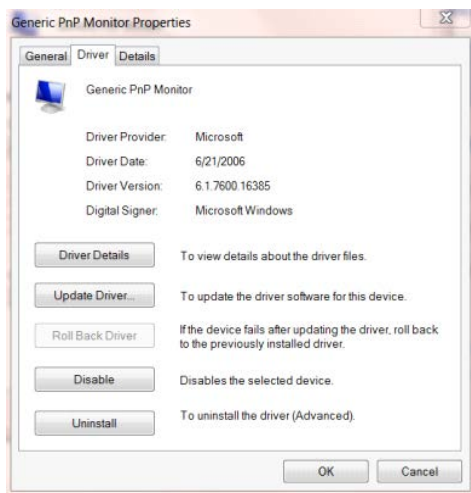 Generic PnP Monitor Properties
General Driver Details
Generic PnP Monitor
Driver Provider: Microsoft
Driver Date: 6/21/2006
Driver Version: 6.1.7600.16385
Digital Signer: Microsoft Windows
Driver Details To view details about the driver files.
Update Driver... To update the driver software for this device.
Roll Back Driver If the device fails after updating the driver, roll back
to the previously installed driver.
Disable Disables the selected device.
Uninstall To uninstall the driver (Advanced).
OK Cancel